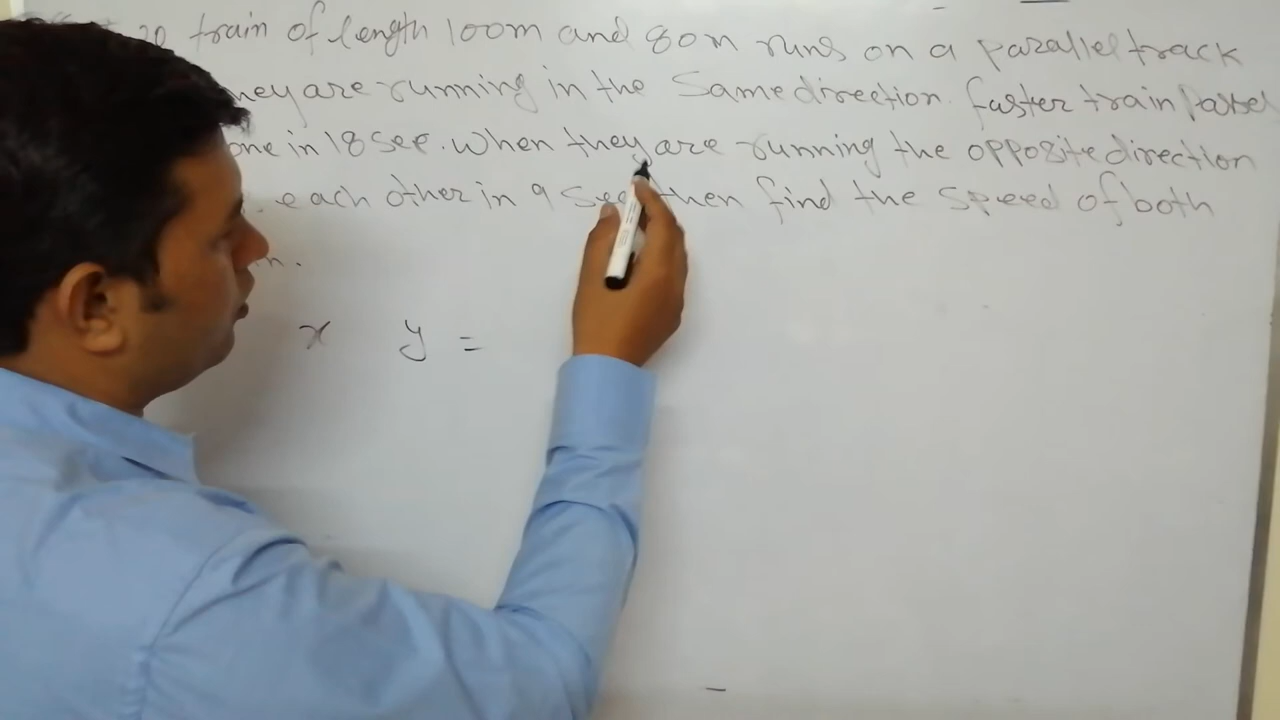 20 train of length 100m and 80m runs on a parallel track
hey are running in the Same direction. faster train Passes
one in 18 sec. when they are running the opposite direction
. each other in 9 sec then find the speed of both
n.
x y =